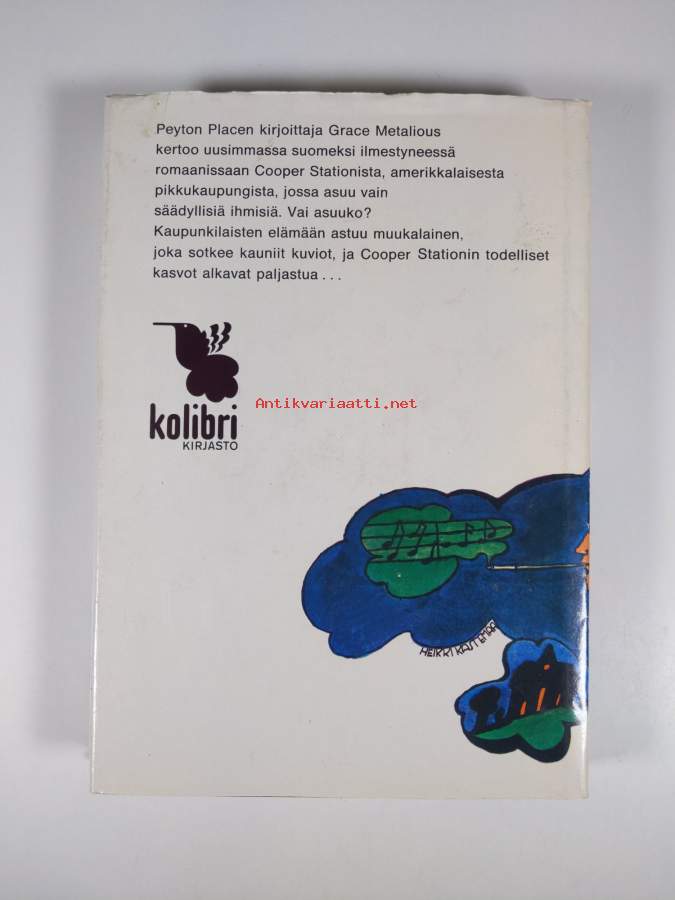 Peyton Placen kirjoittaja Grace Metalious
kertoo uusimmassa suomeksi ilmestyneessä
romaanissaan Cooper Stationista, amerikkalaisesta
pikkukaupungista, jossa asuu vain
säädyllisiä ihmisiä. Vai asuuko?
Kaupunkilaisten elämään astuu muukalainen,
joka sotkee kauniit kuviot, ja Cooper Stationin todelliset
kasvot alkavat paljastua...
Antikvariaatti.net
kolibri
KIRJASTO
HEIKKI KASTEMAA